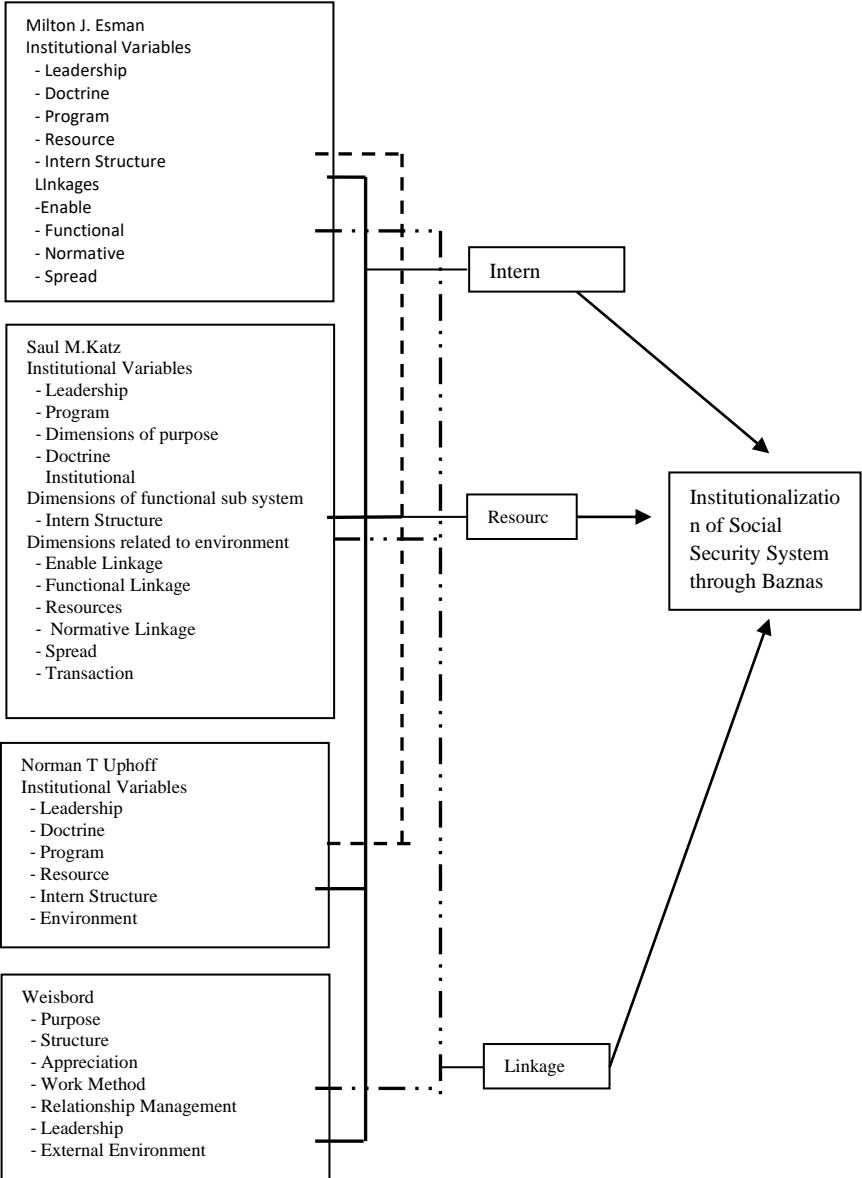 Milton J. Esman
Institutional Variables
- Leadership
- Doctrine
- Program
- Resource
- Intern Structure
LInkages
-Enable
- Functional
- Normative
- Spread
Saul M.Katz
Institutional Variables
- Leadership
- Program
- Dimensions of purpose
- Doctrine
Institutional
Dimensions of functional sub system
- Intern Structure
Dimensions related to environment
- Enable Linkage
- Functional Linkage
- Resources
- Normative Linkage
- Spread
- Transaction
Norman T Uphoff
Institutional Variables
- Leadership
- Doctrine
- Program
- Resource
- Intern Structure
- Environment
Weisbord
- Purpose
- Structure
- Appreciation
- Work Method
- Relationship Management
- Leadership
- External Environment
Intern
Resourc
Linkage
Institutionalizatio
n of Social
Security System
through Baznas